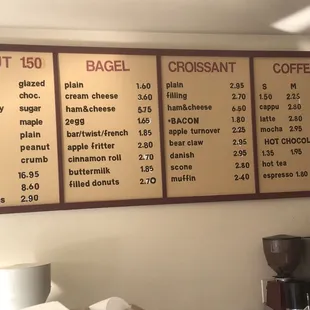 UT 1.50
glazed
choc.
sugar
maple
plain
peanut
crumb
16.95
8.60
2.90
BAGEL
plain 1.60
cream cheese 3.60
ham&cheese 5.75
2egg 1.65
bar/twist/french 1.85
apple fritter 2.80
cinnamon roll 2.70
buttermilk 1.85
filled donuts 2.70
CROISSANT
plain 2.95
filling 2.70
ham&cheese 6.50
*BACON 1.80
apple turnover 2.25
bear claw 2.95
danish 2.95
scone 2.80
muffin 2.40
COFFE
S M
1.50 2.25
cappu 2.60
latte 2.80
mocha 2.95
HOT CHOCOL
1.35 1.95
hot tea
espresso 1.60